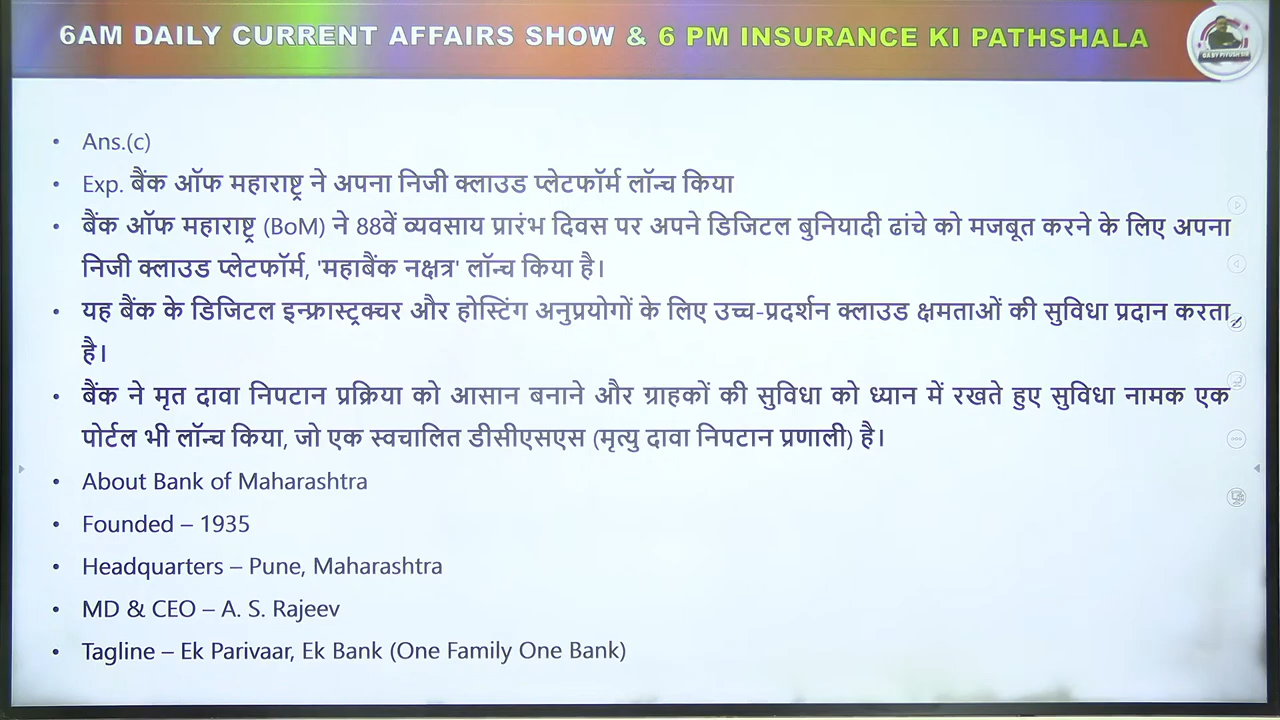 6AM DAILY CURRENT AFFAIRS SHOW & 6 PM INSURANCE KI PATHSHALA
• Ans.(c)
• Exp. बैंक ऑफ महाराष्ट्र ने अपना निजी क्लाउड प्लेटफॉर्म लॉन्च किया
• बैंक ऑफ महाराष्ट्र (BoM) ने 88वें व्यवसाय प्रारंभ दिवस पर अपने डिजिटल बुनियादी ढांचे को मजबूत करने के लिए अपना
निजी क्लाउड प्लेटफॉर्म, 'महाबैंक नक्षत्र' लॉन्च किया है।
• यह बैंक के डिजिटल इन्फ्रास्ट्रक्चर और होस्टिंग अनुप्रयोगों के लिए उच्च-प्रदर्शन क्लाउड क्षमताओं की सुविधा प्रदान करता
है।
• बैंक ने मृत दावा निपटान प्रक्रिया को आसान बनाने और ग्राहकों की सुविधा को ध्यान में रखते हुए सुविधा नामक एक
पोर्टल भी लॉन्च किया, जो एक स्वचालित डीसीएसएस (मृत्यु दावा निपटान प्रणाली) है।
• About Bank of Maharashtra
• Founded – 1935
• Headquarters – Pune, Maharashtra
• MD & CEO – A. S. Rajeev
• Tagline – Ek Parivaar, Ek Bank (One Family One Bank)